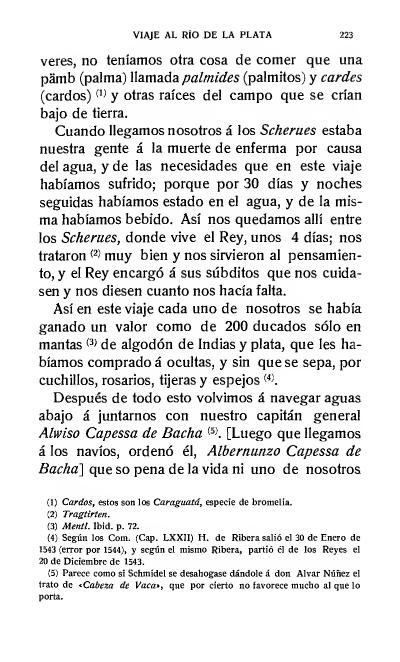 VIAJE AL RÍO DE LA PLATA 223
veres, no teníamos otra cosa de comer que una
pämb (palma) llamada palmides (palmitos) y cardes
(cardos) (1) y otras raíces del campo que se crían
bajo de tierra.
Cuando llegamos nosotros á los Scherues estaba
nuestra gente á la muerte de enferma por causa
del agua, y de las necesidades que en este viaje
habíamos sufrido; porque por 30 días y noches
seguidas habíamos estado en el agua, y de la mis-
ma habíamos bebido. Así nos quedamos allí entre
los Scherues, donde vive el Rey, unos 4 días; nos
trataron (2) muy bien y nos sirvieron al pensamien-
to, y el Rey encargó á sus súbditos que nos cuida-
sen y nos diesen cuanto nos hacía falta.
Así en este viaje cada uno de nosotros se había
ganado un valor como de 200 ducados sólo en
mantas (3) de algodón de Indias y plata, que les ha-
bíamos comprado á ocultas, y sin que se sepa, por
cuchillos, rosarios, tijeras y espejos (4).
Después de todo esto volvimos á navegar aguas
abajo á juntarnos con nuestro capitán general
Alwiso Capessa de Bacha (5). [Luego que llegamos
á los navíos, ordenó él, Albernunzo Capessa de
Bacha] que so pena de la vida ni uno de nosotros
(1) Cardos, estos son los Caraguatá, especie de bromelia.
(2) Tragtirten.
(3) Mentl. Ibid. p. 72.
(4) Según los Com. (Cap. LXXII) H. de Ribera salió el 30 de Enero de
1543 (error por 1544), y según el mismo Ribera, partió él de los Reyes el
20 de Diciembre de 1543.
(5) Parece como si Schmídel se desahogase dándole á don Alvar Núñez el
trato de «Cabeza de Vaca», que por cierto no favorece mucho al que lo
porta.